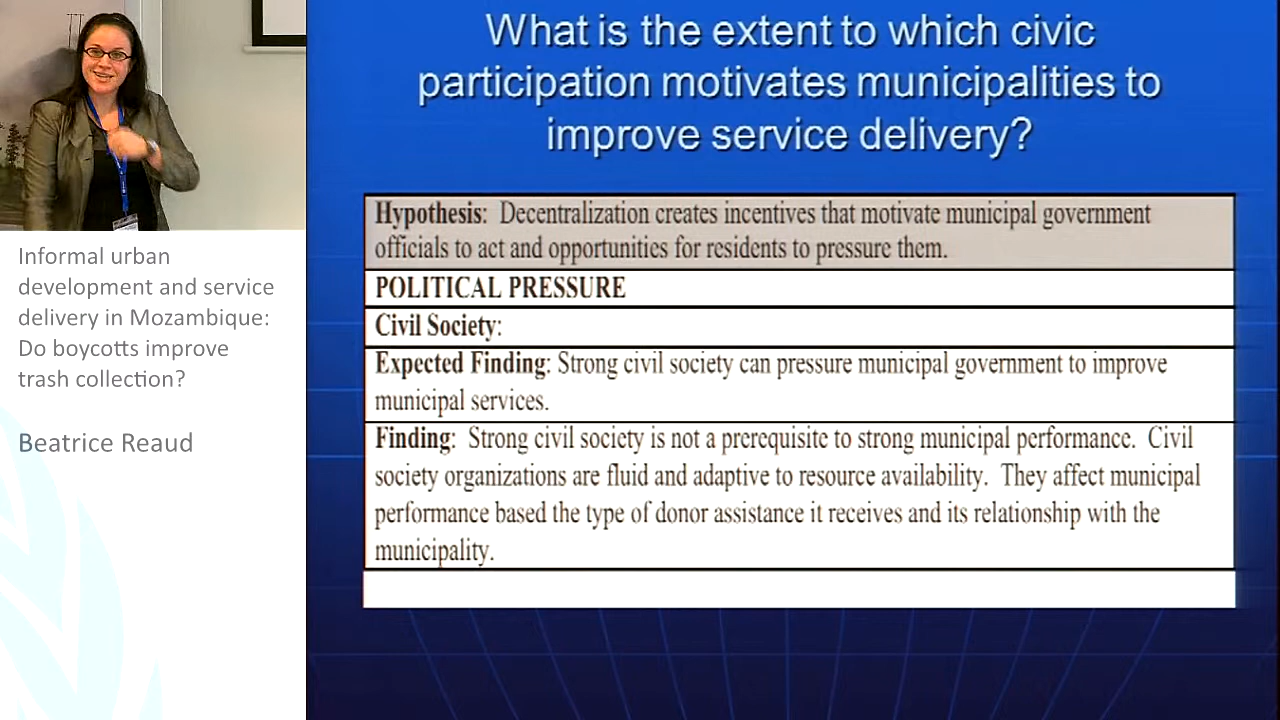 What is the extent to which civic
participation motivates municipalities to
improve service delivery?
Hypothesis: Decentralization creates incentives that motivate municipal government
officials to act and opportunities for residents to pressure them.
POLITICAL PRESSURE
Civil Society:
Expected Finding: Strong civil society can pressure municipal government to improve
municipal services.
Finding: Strong civil society is not a prerequisite to strong municipal performance. Civil
society organizations are fluid and adaptive to resource availability. They affect municipal
performance based the type of donor assistance it receives and its relationship with the
municipality.
Informal urban
development and service
delivery in Mozambique:
Do boycotts improve
trash collection?
Beatrice Reaud